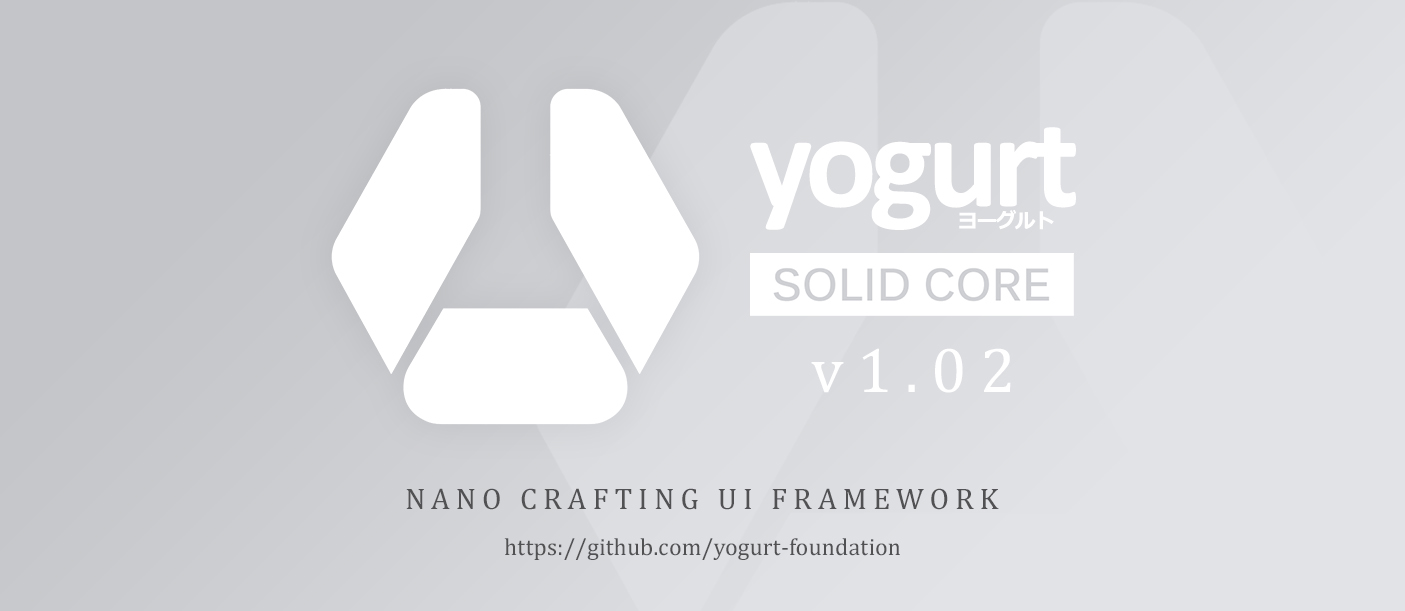 yogurt
ヨーグルト
SOLID CORE
v1.02
NANO CRAFTING UI FRAMEWORK
https://github.com/yogurt-foundation